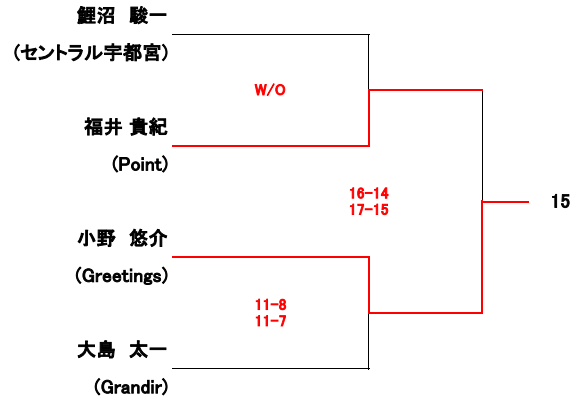 鯉沼　駿一
(セントラル宇都宮)
W/O
福井 貴紀
(Point)
16-14
17-15
15
小野　悠介
(Greetings)
11-8
11-7
大島　太一
(Grandir)